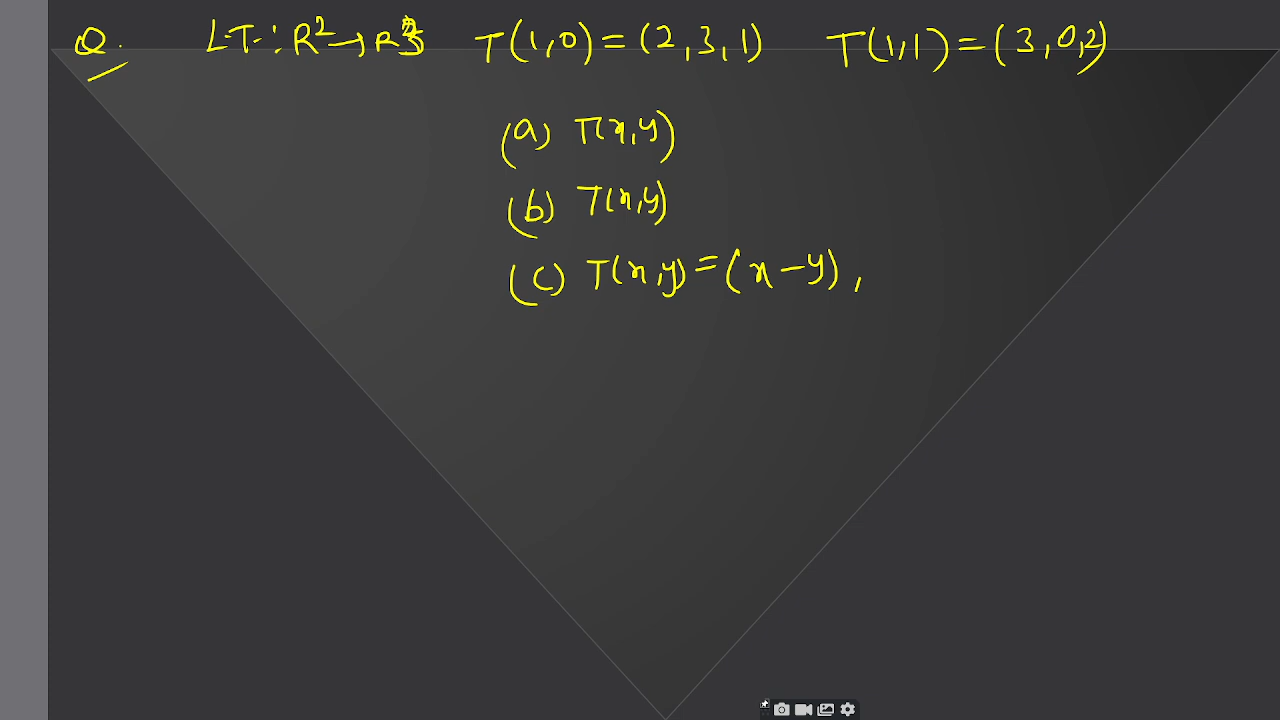 Q. L.T.: R² → R³ T(1,0) = (2,3,1) T(1,1) = (3,0,2)
(a) T(x,y)
(b) T(x,y)
(c) T(x,y) = (x-y),